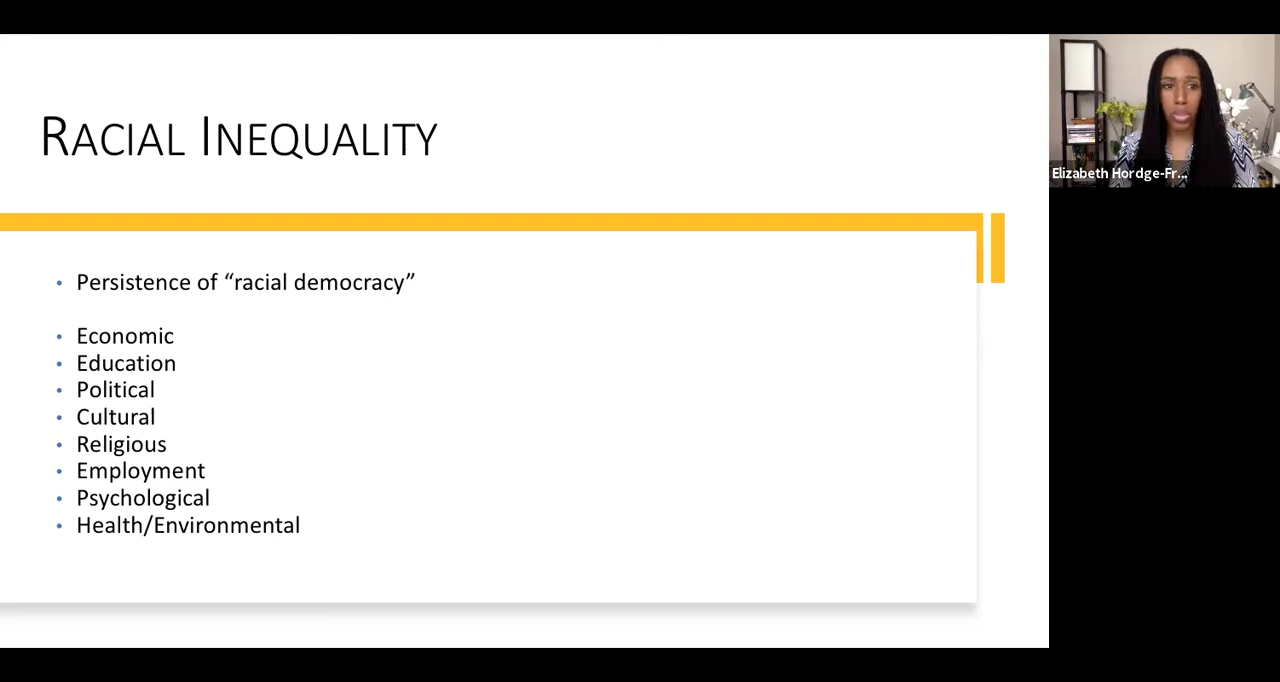 RACIAL INEQUALITY
• Persistence of “racial democracy”
• Economic
• Education
• Political
• Cultural
• Religious
• Employment
• Psychological
• Health/Environmental
Elizabeth Hordge-Fr...